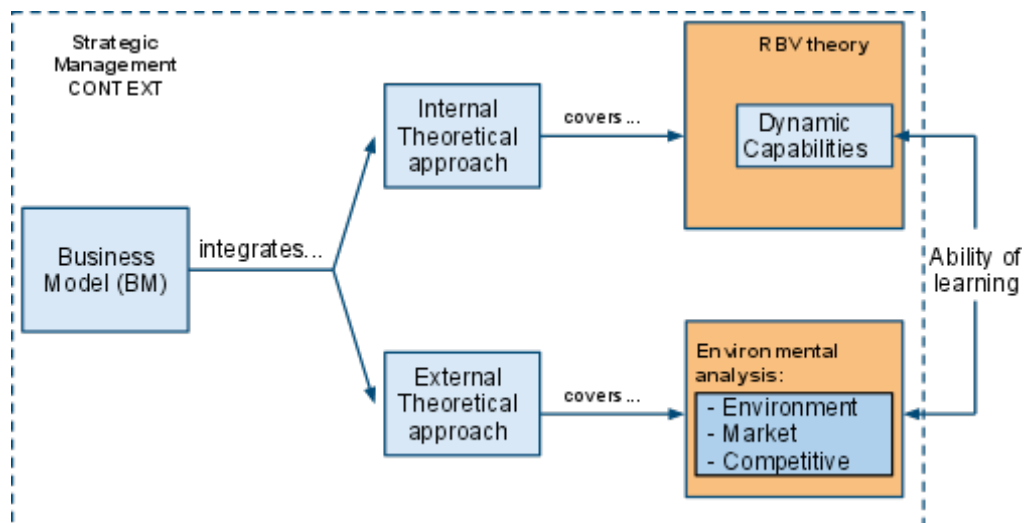 Strategic
Management
CONTEXT
Business
Model (BM)
integrates...
Internal
Theoretical
approach
covers...
RBV theory
Dynamic
Capabilities
External
Theoretical
approach
covers...
Environmental
analysis:
- Environment
- Market
- Competitive
Ability of
learning